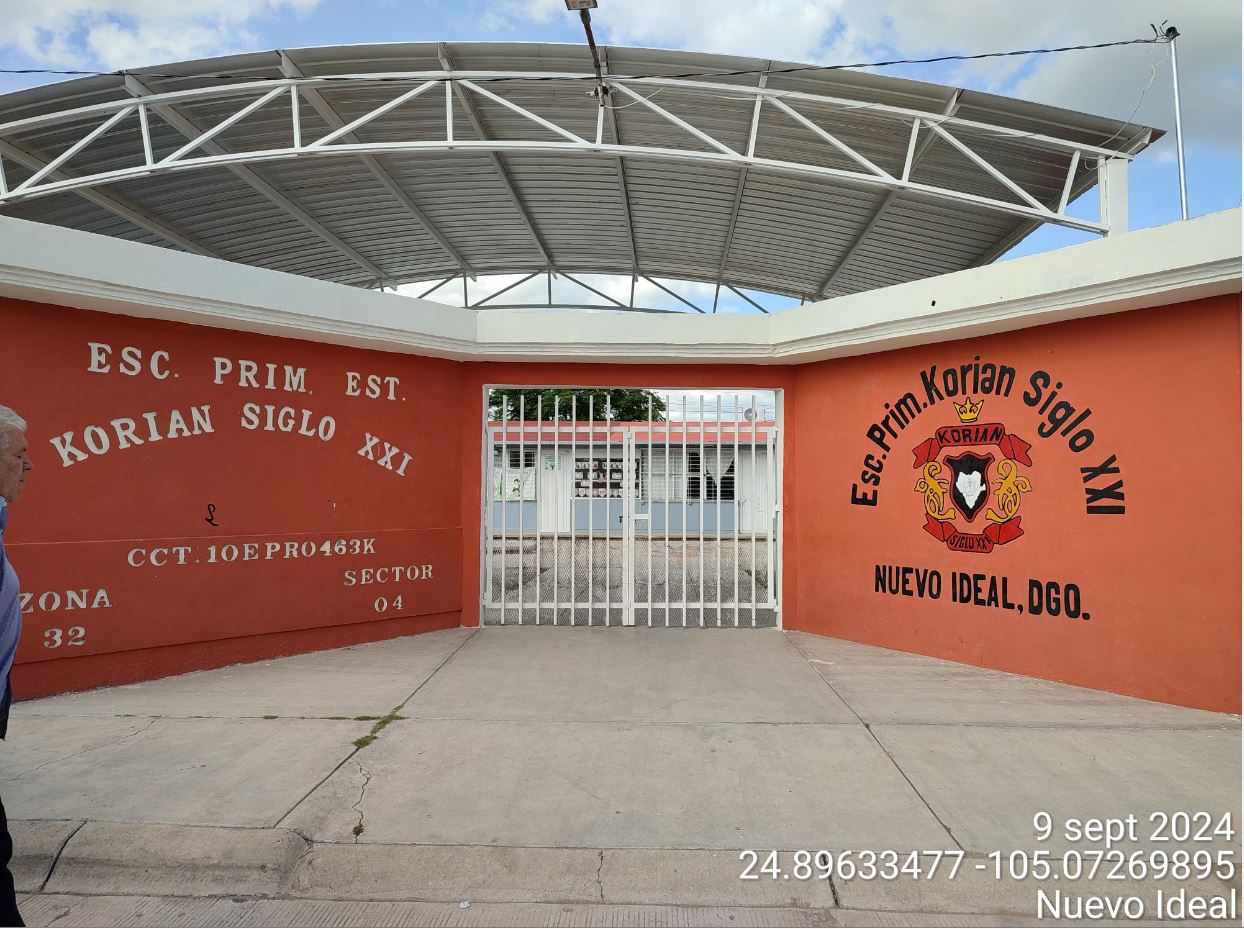 ESC. PRIM. EST.
KORIAN SIGLO XXI
CCT.10EPR0463K
ZONA
32
SECTOR
04
Esc.Prim.Korian Siglo XXI
KORIAN
SIGLO XXI
NUEVO IDEAL,DGO.
9 sept 2024
24.89633477 -105.07269895
Nuevo Ideal